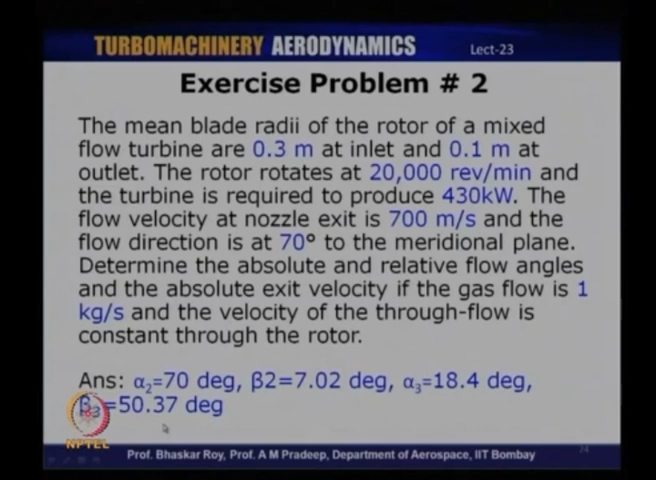 TURBOMACHINERY AERODYNAMICS Lect-23
Exercise Problem # 2
The mean blade radii of the rotor of a mixed
flow turbine are 0.3 m at inlet and 0.1 m at
outlet. The rotor rotates at 20,000 rev/min and
the turbine is required to produce 430kW. The
flow velocity at nozzle exit is 700 m/s and the
flow direction is at 70° to the meridional plane.
Determine the absolute and relative flow angles
and the absolute exit velocity if the gas flow is 1
kg/s and the velocity of the through-flow is
constant through the rotor.
Ans: α₂=70 deg, β2=7.02 deg, α₃=18.4 deg,
β₃=50.37 deg
NPTEL
Prof. Bhaskar Roy, Prof. A M Pradeep, Department of Aerospace, IIT Bombay